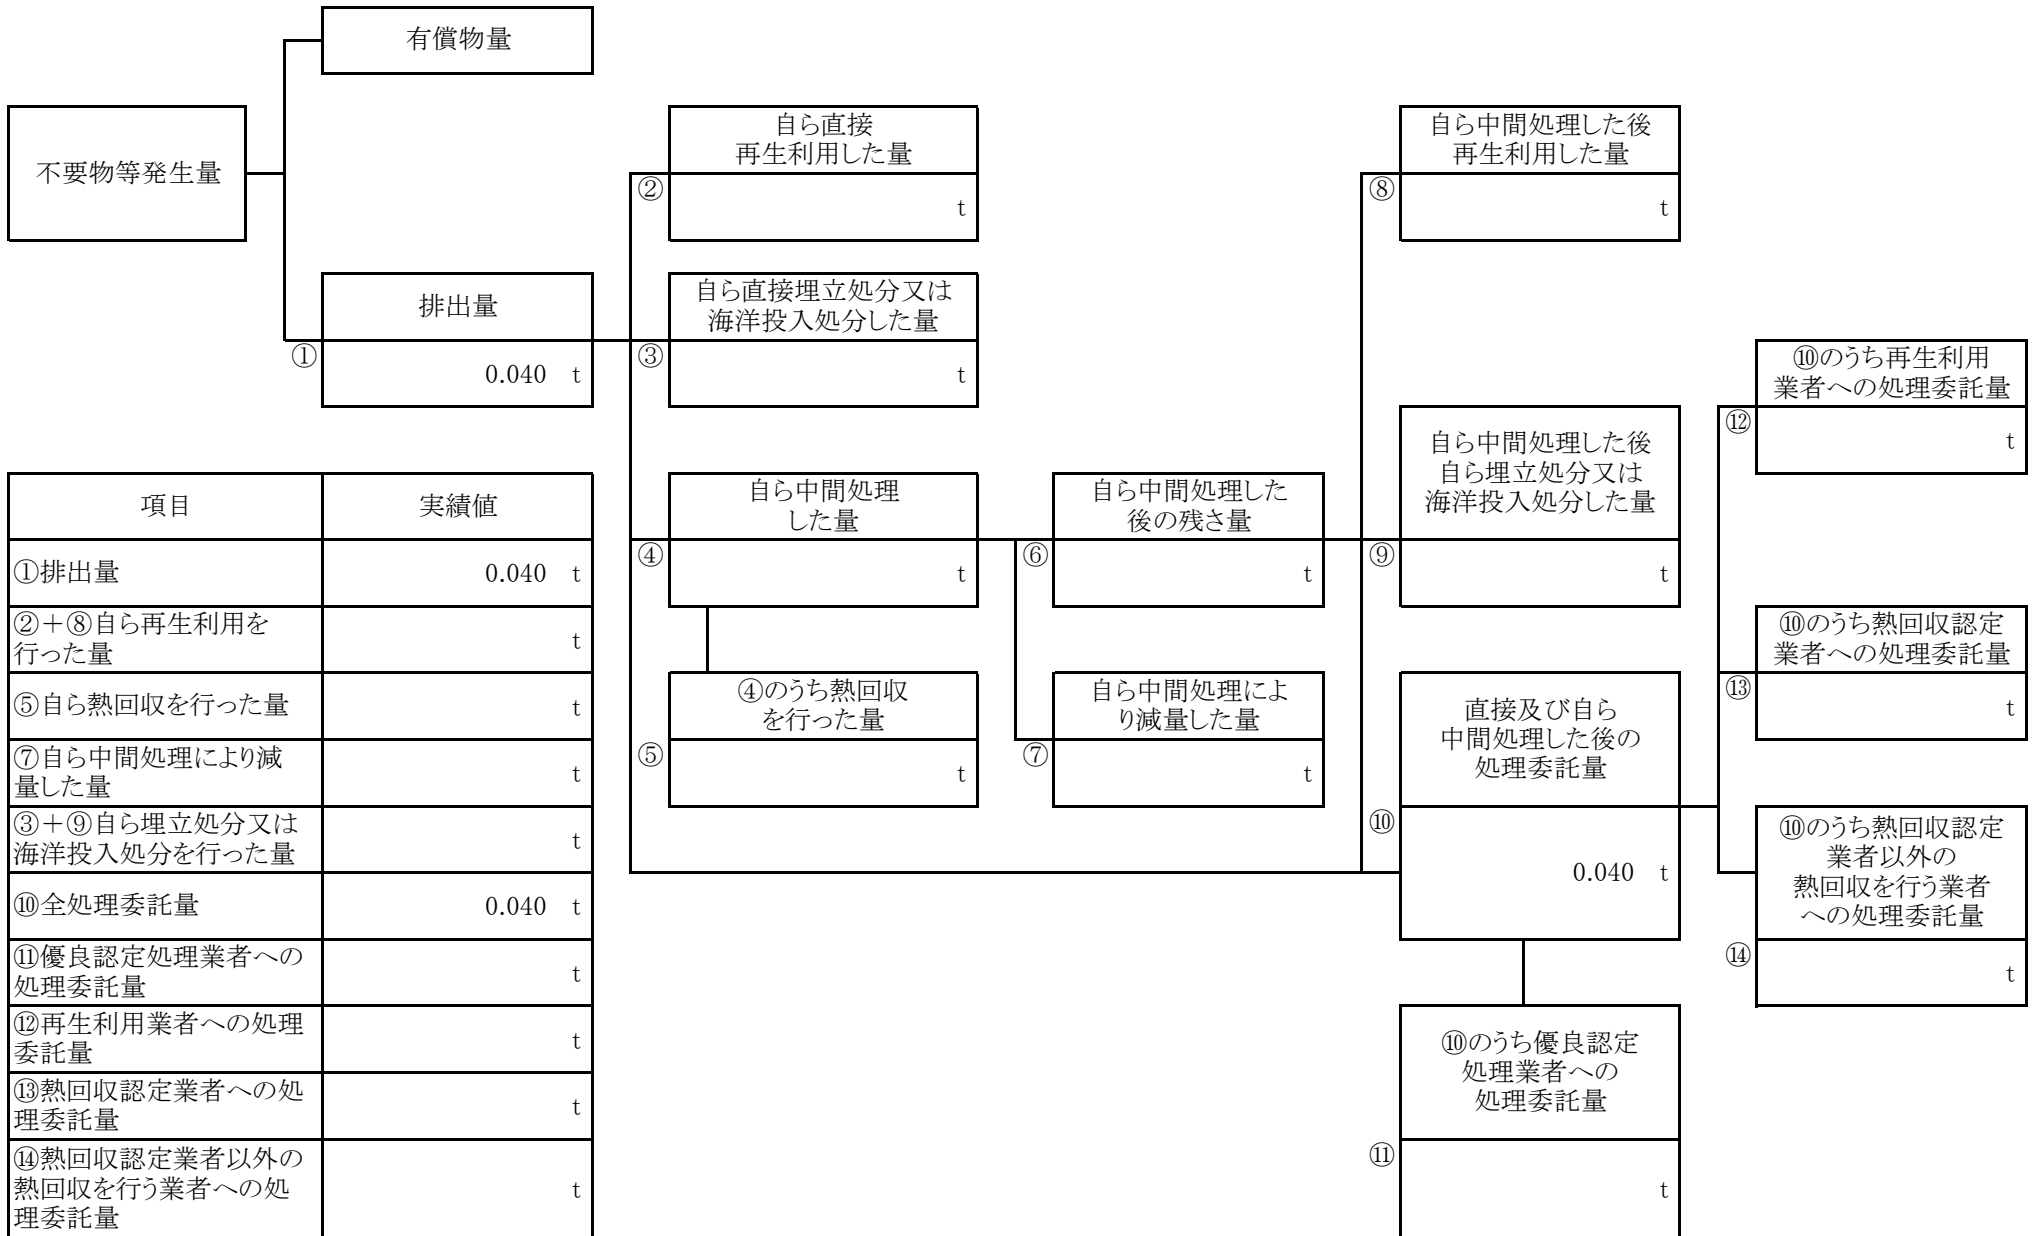 有償物量
不要物等発生量
排出量
①
0.040 t
自ら直接
再生利用した量
②
t
自ら直接埋立処分又は
海洋投入処分した量
③
t
自ら中間処理
した量
④
t
④のうち熱回収
を行った量
⑤
t
自ら中間処理した
後の残さ量
⑥
t
自ら中間処理によ
り減量した量
⑦
t
自ら中間処理した後
再生利用した量
⑧
t
自ら中間処理した後
自ら埋立処分又は
海洋投入処分した量
⑨
t
直接及び自ら
中間処理した後の
処理委託量
⑩
0.040 t
⑩のうち優良認定
処理業者への
処理委託量
⑪
t
⑩のうち再生利用
業者への処理委託量
⑫
t
⑩のうち熱回収認定
業者への処理委託量
⑬
t
⑩のうち熱回収認定
業者以外の
熱回収を行う業者
への処理委託量
⑭
t
項目 実績値
①排出量 0.040 t
②+⑧自ら再生利用を
行った量
t
⑤自ら熱回収を行った量 t
⑦自ら中間処理により減
量した量
t
③+⑨自ら埋立処分又は
海洋投入処分を行った量
t
⑩全処理委託量 0.040 t
⑪優良認定処理業者への
処理委託量
t
⑫再生利用業者への処理
委託量
t
⑬熱回収認定業者への処
理委託量
t
⑭熱回収認定業者以外の
熱回収を行う業者への処
理委託量
t